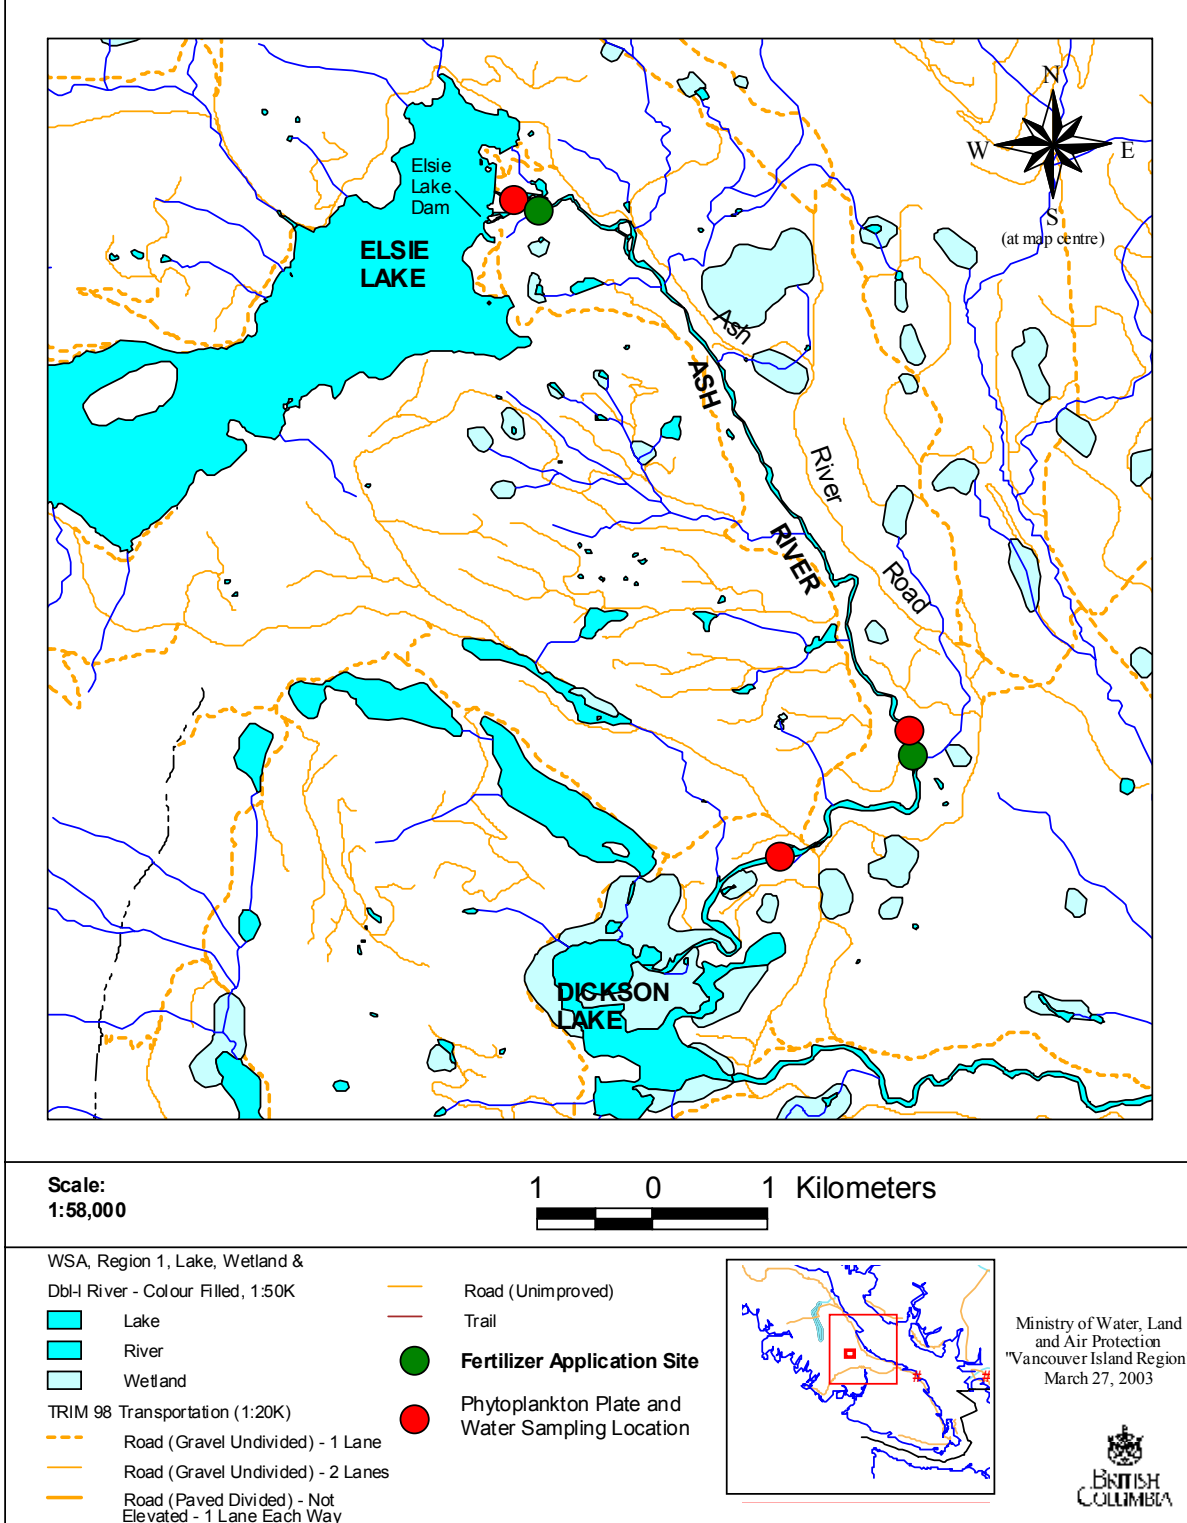 N
W
E
S
(at map centre)
Elsie
Lake
Dam
ELSIE
LAKE
Ash
ASH
River
RIVER
Road
DICKSON
LAKE
Scale:
1:58,000
1 0 1 Kilometers
WSA, Region 1, Lake, Wetland &
Dbl-l River - Colour Filled, 1:50K
Lake
River
Wetland
TRIM 98 Transportation (1:20K)
Road (Gravel Undivided) - 1 Lane
Road (Gravel Undivided) - 2 Lanes
Road (Paved Divided) - Not
Elevated - 1 Lane Each Way
Road (Unimproved)
Trail
Fertilizer Application Site
Phytoplankton Plate and
Water Sampling Location
Ministry of Water, Land
and Air Protection
"Vancouver Island Region
March 27, 2003
BRITISH
COLUMBIA